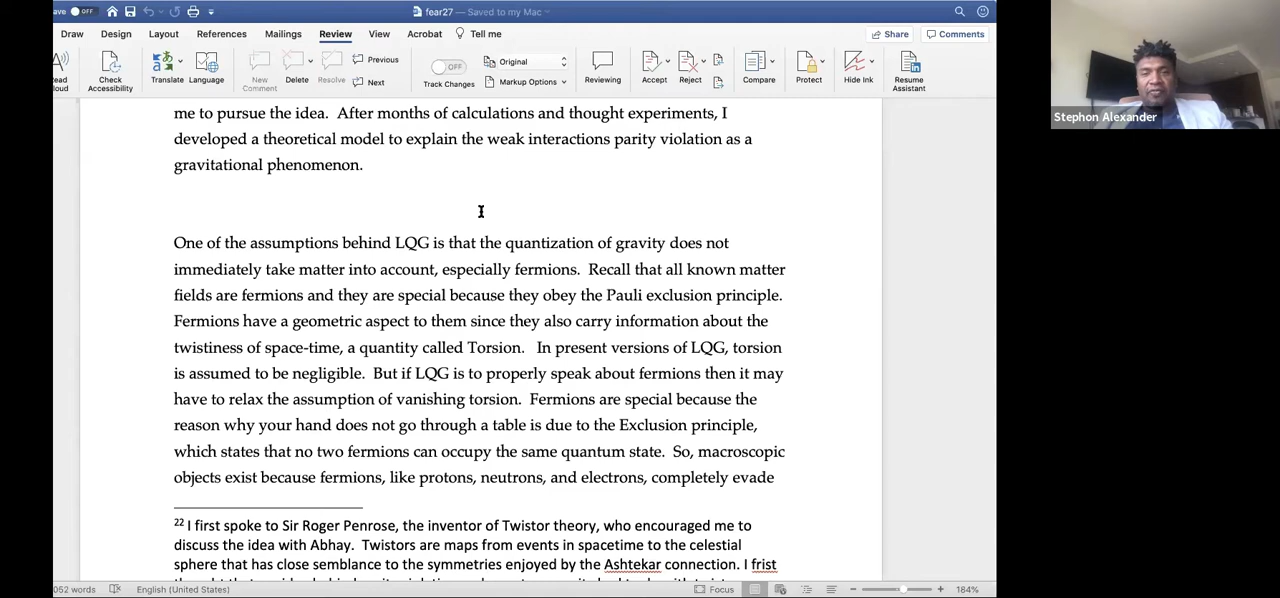 ave OFF fear27 — Saved to my Mac
Draw Design Layout References Mailings Review View Acrobat Tell me Share Comments
Read Aloud Check Accessibility Translate Language New Comment Delete Resolve Previous Next OFF Track Changes Original Markup Options Reviewing Accept Reject Compare Protect Hide Ink Resume Assistant
Stephon Alexander
me to pursue the idea. After months of calculations and thought experiments, I
developed a theoretical model to explain the weak interactions parity violation as a
gravitational phenomenon.
One of the assumptions behind LQG is that the quantization of gravity does not
immediately take matter into account, especially fermions. Recall that all known matter
fields are fermions and they are special because they obey the Pauli exclusion principle.
Fermions have a geometric aspect to them since they also carry information about the
twistiness of space-time, a quantity called Torsion. In present versions of LQG, torsion
is assumed to be negligible. But if LQG is to properly speak about fermions then it may
have to relax the assumption of vanishing torsion. Fermions are special because the
reason why your hand does not go through a table is due to the Exclusion principle,
which states that no two fermions can occupy the same quantum state. So, macroscopic
objects exist because fermions, like protons, neutrons, and electrons, completely evade
22 I first spoke to Sir Roger Penrose, the inventor of Twistor theory, who encouraged me to
discuss the idea with Abhay. Twistors are maps from events in spacetime to the celestial
sphere that has close semblance to the symmetries enjoyed by the Ashtekar connection. I frist
052 words English (United States) Focus 184%